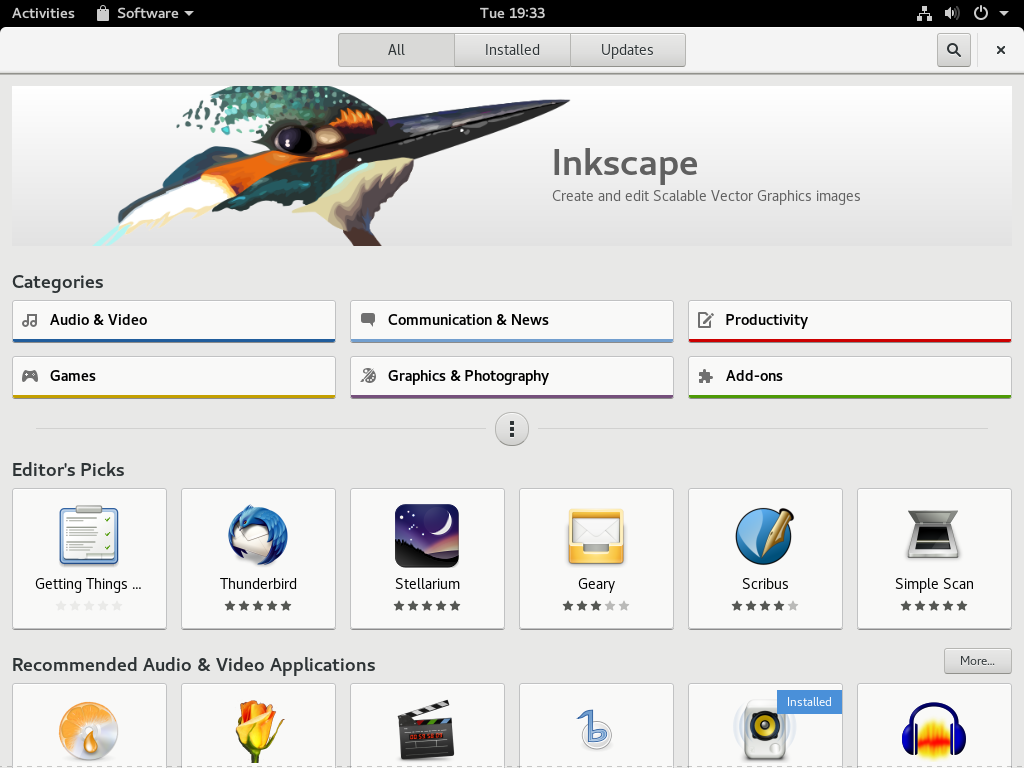 Activities Software Tue 19:33
All Installed Updates
Inkscape
Create and edit Scalable Vector Graphics images
Categories
Audio & Video Communication & News Productivity
Games Graphics & Photography Add-ons
Editor's Picks
Getting Things ... Thunderbird Stellarium Geary Scribus Simple Scan
Recommended Audio & Video Applications More...
Installed